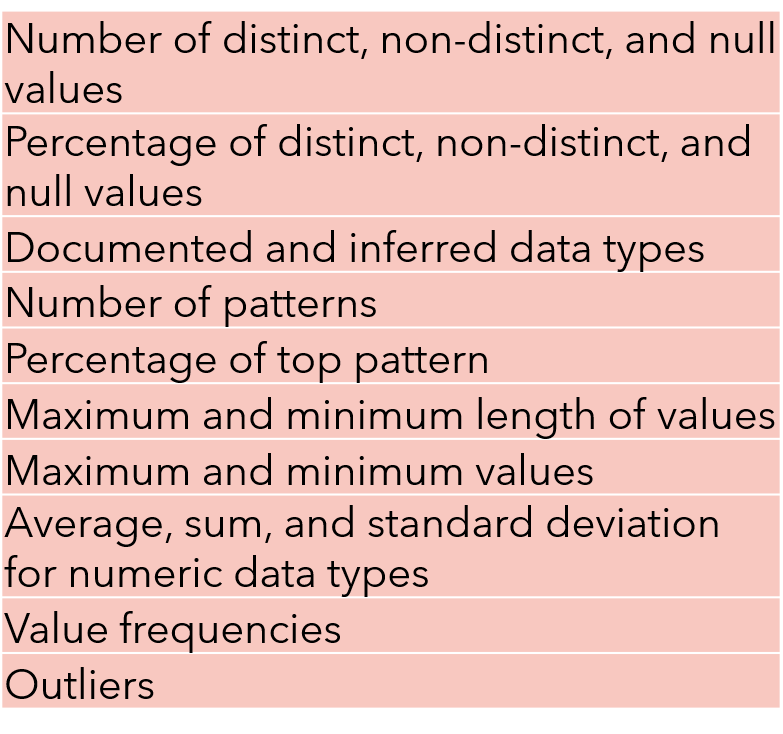 Number of distinct, non-distinct, and null
values
Percentage of distinct, non-distinct, and
null values
Documented and inferred data types
Number of patterns
Percentage of top pattern
Maximum and minimum length of values
Maximum and minimum values
Average, sum, and standard deviation
for numeric data types
Value frequencies
Outliers